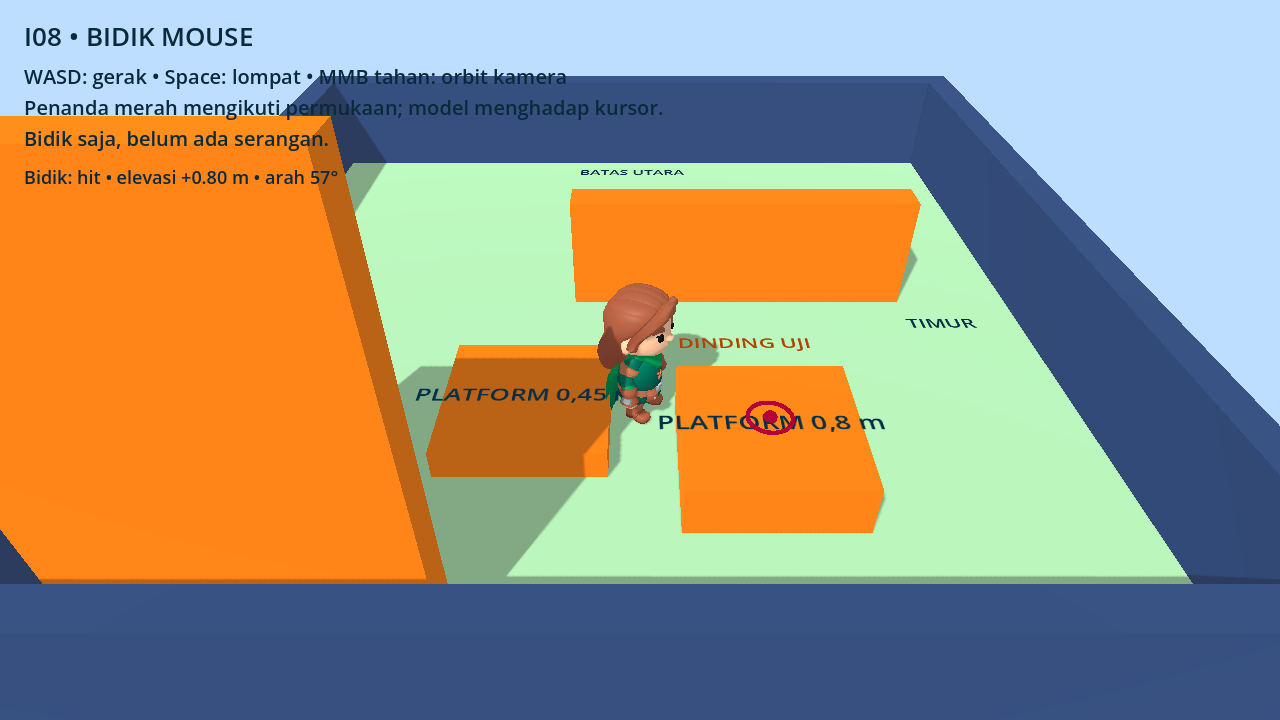 I08 • BIDIK MOUSE
WASD: gerak • Space: lompat • MMB tahan: orbit kamera
Penanda merah mengikuti permukaan; model menghadap kursor.
Bidik saja, belum ada serangan.
Bidik: hit • elevasi +0.80 m • arah 57°
BATAS UTARA
TIMUR
DINDING UJI
PLATFORM 0,45
PLATFORM 0,8 m